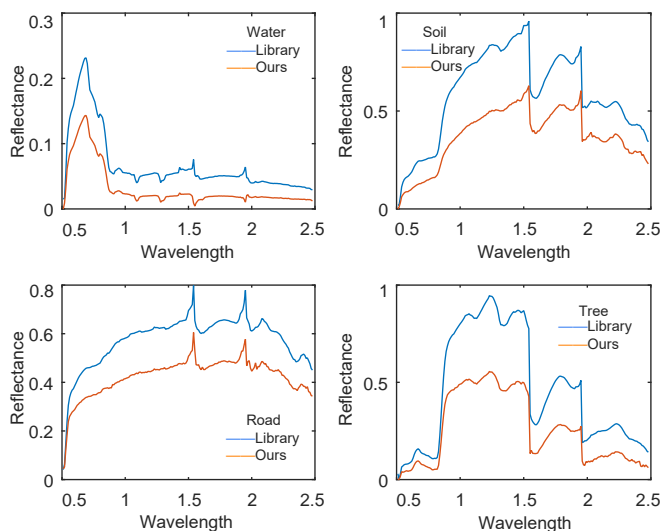 0.3
0.2
0.1
0
Reflectance
Water
Library
Ours
0.5 1 1.5 2 2.5
Wavelength
1
0.5
0
Reflectance
Soil
Library
Ours
0.5 1 1.5 2 2.5
Wavelength
0.8
0.6
0.4
0.2
0
Reflectance
Road
Library
Ours
0.5 1 1.5 2 2.5
Wavelength
1
0.5
0
Reflectance
Tree
Library
Ours
0.5 1 1.5 2 2.5
Wavelength